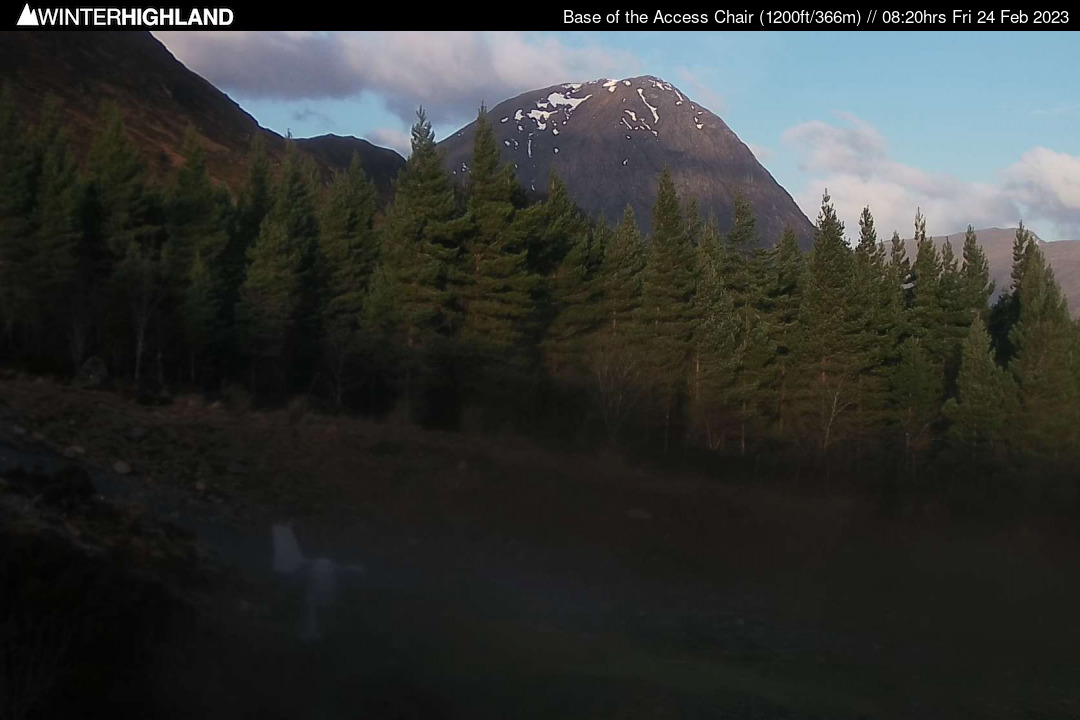 WINTERHIGHLAND
Base of the Access Chair (1200ft/366m) // 08:20hrs Fri 24 Feb 2023